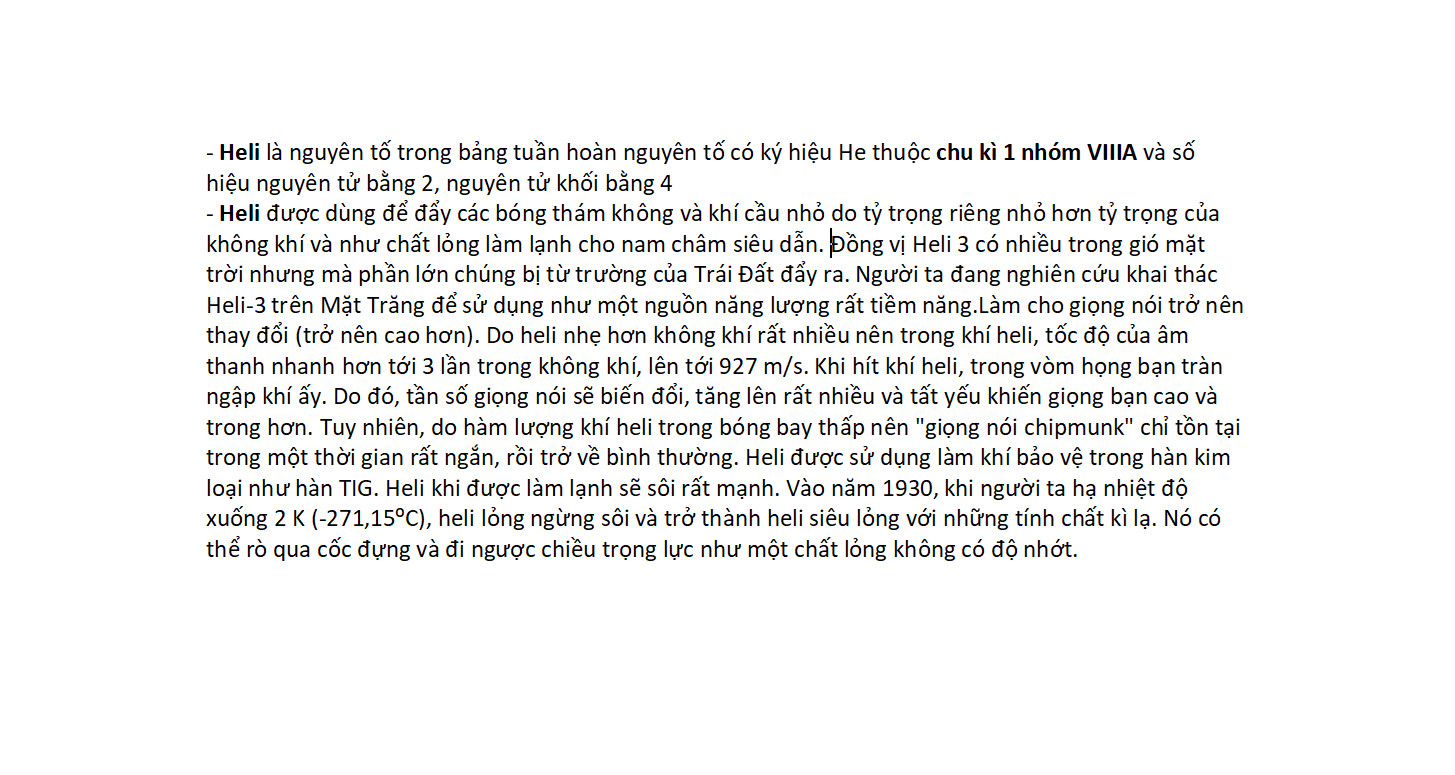 - Heli là nguyên tố trong bảng tuần hoàn nguyên tố có ký hiệu He thuộc chu kì 1 nhóm VIIIA và số
hiệu nguyên tử bằng 2, nguyên tử khối bằng 4
- Heli được dùng để đẩy các bóng thám không và khí cầu nhỏ do tỷ trọng riêng nhỏ hơn tỷ trọng của
không khí và như chất lỏng làm lạnh cho nam châm siêu dẫn. Đồng vị Heli 3 có nhiều trong gió mặt
trời nhưng mà phần lớn chúng bị từ trường của Trái Đất đẩy ra. Người ta đang nghiên cứu khai thác
Heli-3 trên Mặt Trăng để sử dụng như một nguồn năng lượng rất tiềm năng.Làm cho giọng nói trở nên
thay đổi (trở nên cao hơn). Do heli nhẹ hơn không khí rất nhiều nên trong khí heli, tốc độ của âm
thanh nhanh hơn tới 3 lần trong không khí, lên tới 927 m/s. Khi hít khí heli, trong vòm họng bạn tràn
ngập khí ấy. Do đó, tần số giọng nói sẽ biến đổi, tăng lên rất nhiều và tất yếu khiến giọng bạn cao và
trong hơn. Tuy nhiên, do hàm lượng khí heli trong bóng bay thấp nên "giọng nói chipmunk" chỉ tồn tại
trong một thời gian rất ngắn, rồi trở về bình thường. Heli được sử dụng làm khí bảo vệ trong hàn kim
loại như hàn TIG. Heli khi được làm lạnh sẽ sôi rất mạnh. Vào năm 1930, khi người ta hạ nhiệt độ
xuống 2 K (-271,15⁰C), heli lỏng ngừng sôi và trở thành heli siêu lỏng với những tính chất kì lạ. Nó có
thể rò qua cốc đựng và đi ngược chiều trọng lực như một chất lỏng không có độ nhớt.